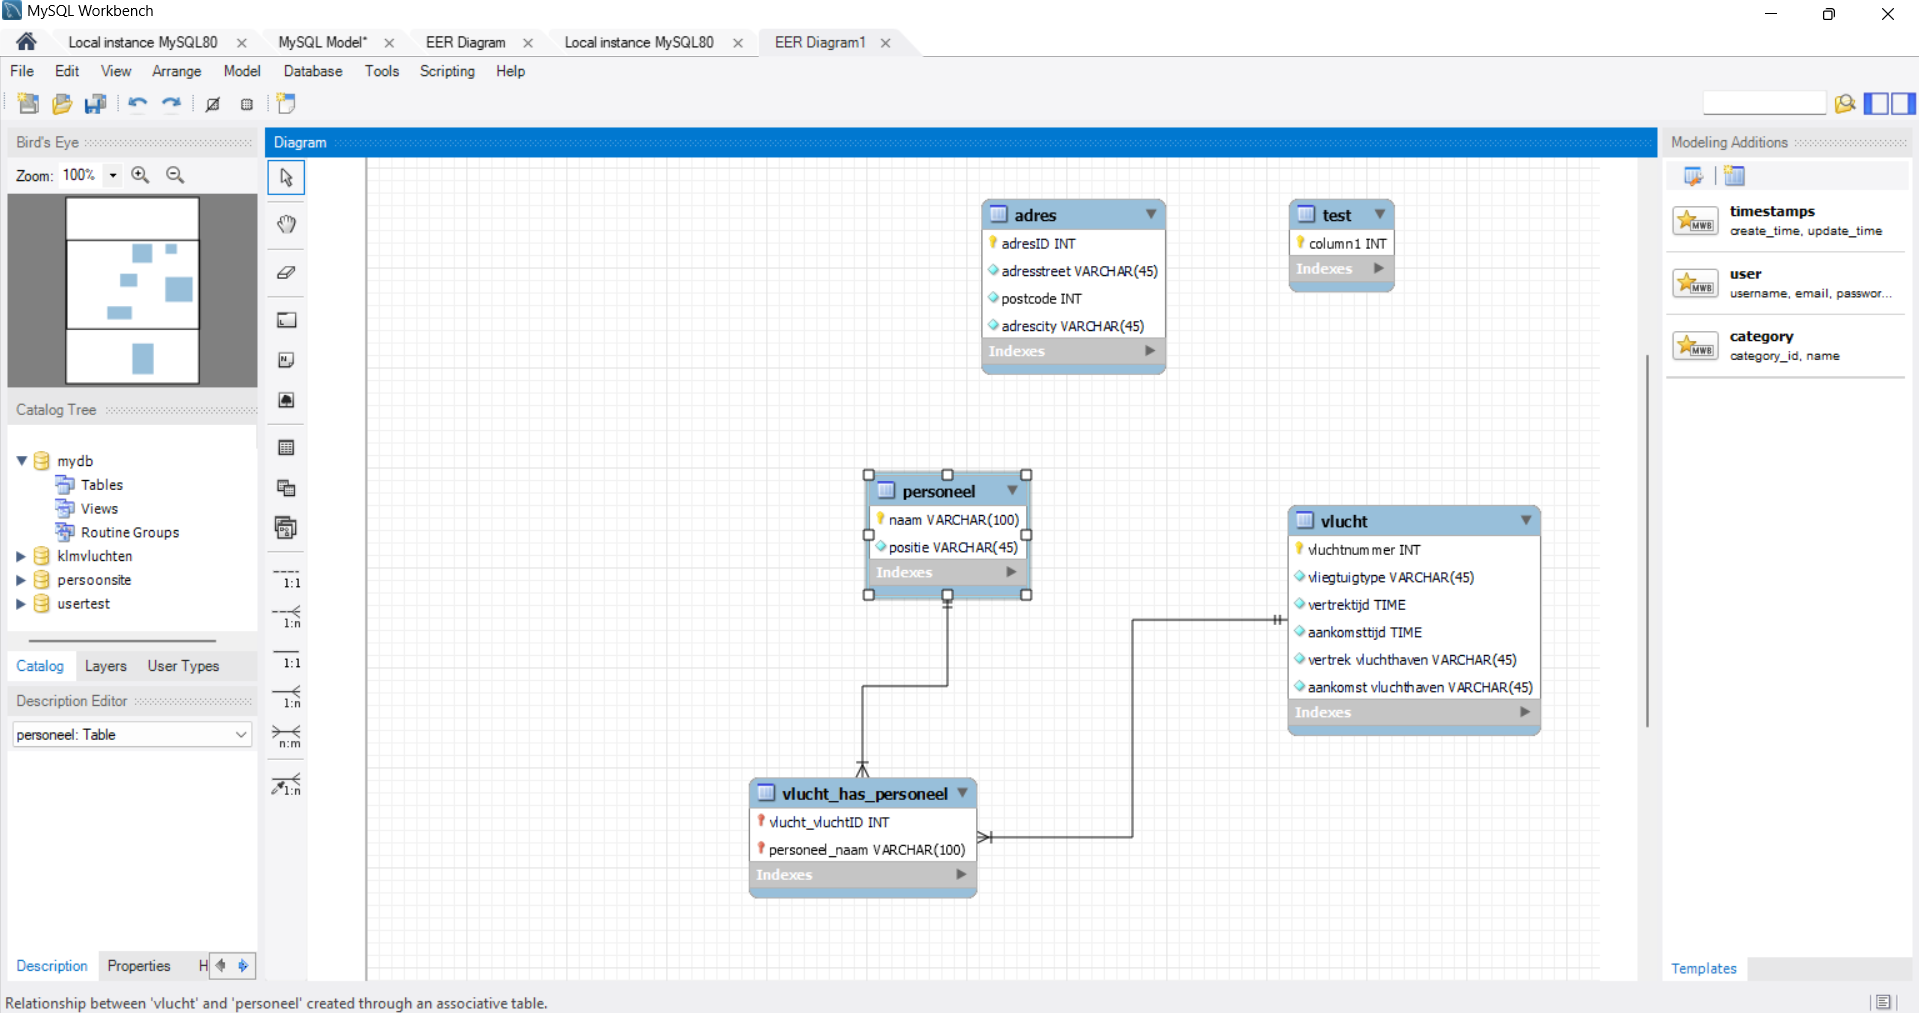 MySQL Workbench
Local instance MySQL80
MySQL Model*
EER Diagram
Local instance MySQL80
EER Diagram1
File Edit View Arrange Model Database Tools Scripting Help
Bird's Eye
Zoom: 100%
Catalog Tree
mydb
Tables
Views
Routine Groups
klmvluchten
persoonsite
usertest
Catalog Layers User Types
Description Editor
personeel: Table
Description Properties H
Diagram
1:1
1:n
1:1
1:n
n:m
1:n
adres
adresID INT
adresstreet VARCHAR(45)
postcode INT
adrescity VARCHAR(45)
Indexes
test
column1 INT
Indexes
personeel
naam VARCHAR(100)
positie VARCHAR(45)
Indexes
vlucht
vluchtnummer INT
vliegtuigtype VARCHAR(45)
vertrektijd TIME
aankomsttijd TIME
vertrek vluchthaven VARCHAR(45)
aankomst vluchthaven VARCHAR(45)
Indexes
vlucht_has_personeel
vlucht_vluchtID INT
personeel_naam VARCHAR(100)
Indexes
Modeling Additions
MWB
timestamps
create_time, update_time
MWB
user
username, email, passwor...
MWB
category
category_id, name
Templates
Relationship between 'vlucht' and 'personeel' created through an associative table.